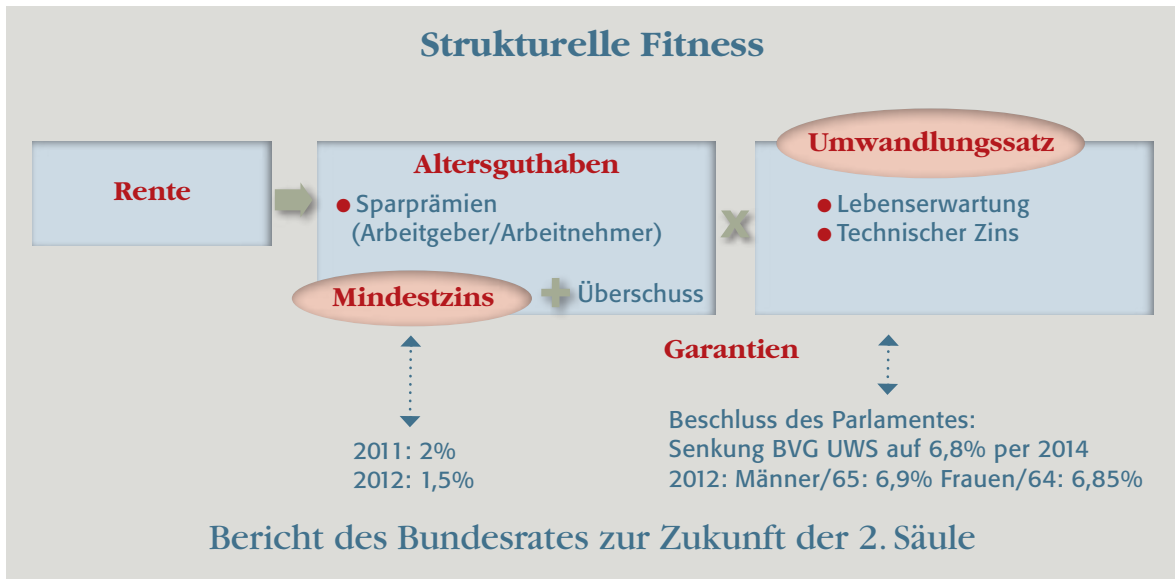 Strukturelle Fitness
Rente
Altersguthaben
● Sparprämien
(Arbeitgeber/Arbeitnehmer)
Mindestzins
+ Überschuss
x
Umwandlungssatz
● Lebenserwartung
● Technischer Zins
Garantien
2011: 2%
2012: 1,5%
Beschluss des Parlamentes:
Senkung BVG UWS auf 6,8% per 2014
2012: Männer/65: 6,9% Frauen/64: 6,85%
Bericht des Bundesrates zur Zukunft der 2. Säule